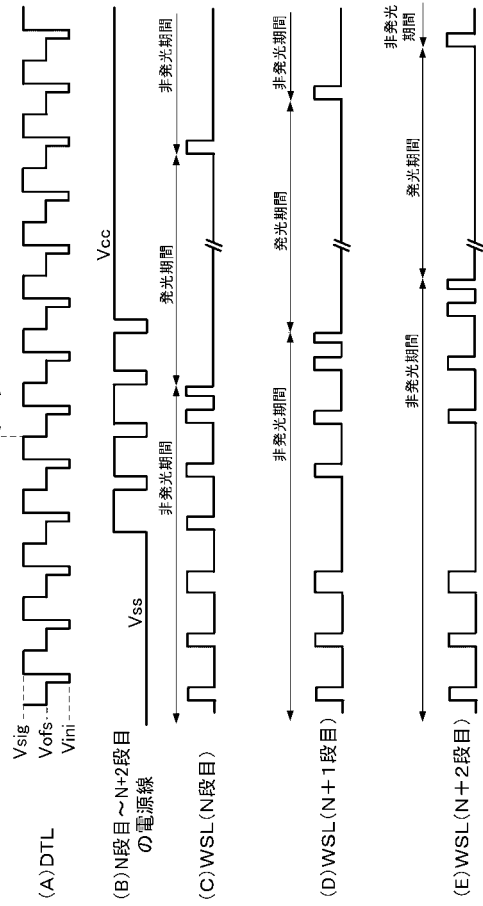 Vsig
Vofs
Vini
(A)DTL
(B)N段目～N+2段目
の電源線
Vss
Vcc
(C)WSL(N段目)
非発光期間
発光期間
非発光期間
(D)WSL(N+1段目)
非発光期間
発光期間
非発光期間
(E)WSL(N+2段目)
非発光期間
発光期間
非発光
期間